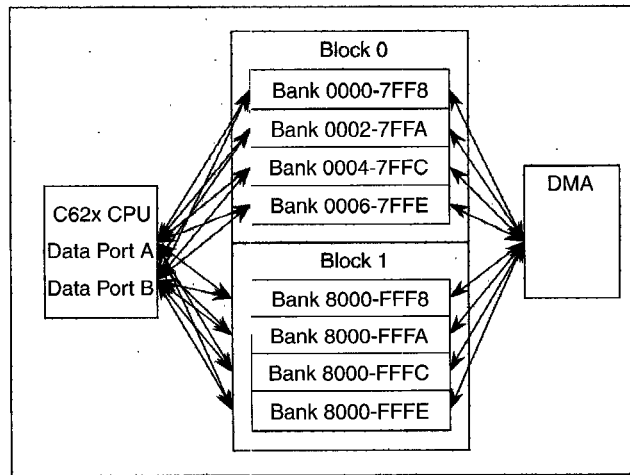 Block 0
Bank 0000-7FF8
Bank 0002-7FFA
Bank 0004-7FFC
Bank 0006-7FFE
C62x CPU
Data Port A
Data Port B
DMA
Block 1
Bank 8000-FFF8
Bank 8000-FFFA
Bank 8000-FFFC
Bank 8000-FFFE